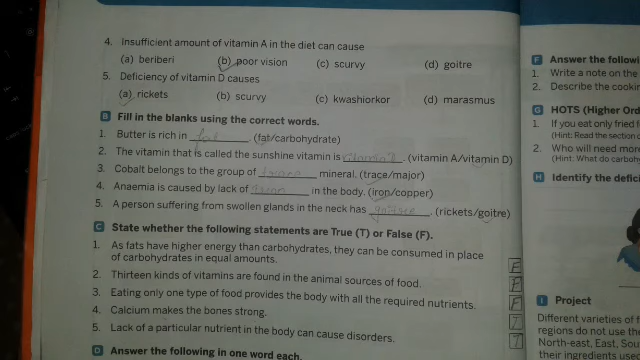 4. Insufficient amount of vitamin A in the diet can cause
(a) beriberi (b) poor vision (c) scurvy (d) goitre
5. Deficiency of vitamin D causes
(a) rickets (b) scurvy (c) kwashiorkor (d) marasmus
B Fill in the blanks using the correct words.
1. Butter is rich in fat. (fat/carbohydrate)
2. The vitamin that is called the sunshine vitamin is vitamin D. (vitamin A/vitamin D)
3. Cobalt belongs to the group of mineral. (trace/major)
4. Anaemia is caused by lack of in the body. (iron/copper)
5. A person suffering from swollen glands in the neck has. (rickets/goitre)
C State whether the following statements are True (T) or False (F).
1. As fats have higher energy than carbohydrates, they can be consumed in place
of carbohydrates in equal amounts. F
2. Thirteen kinds of vitamins are found in the animal sources of food. F
3. Eating only one type of food provides the body with all the required nutrients. F
4. Calcium makes the bones strong. T
5. Lack of a particular nutrient in the body can cause disorders. T
D Answer the following in one word each.
F Answer the
1. Write a note on the
2. Describe the
G HOTS (Higher
1. If you eat only fried
(Hint: Read the section
2. Who will need more
(Hint: What do
H Identify the
I Project
Different varieties of
regions do not use the
North-east, East,
their ingredients